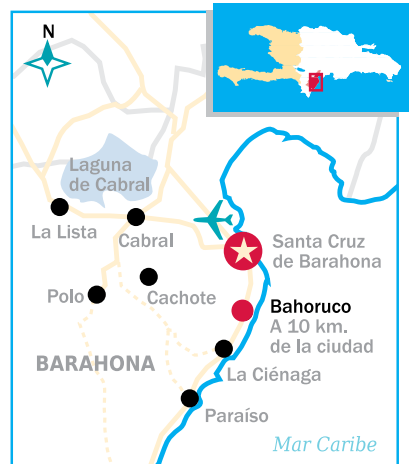 N
Laguna
de Cabral
La Lista
Cabral
Santa Cruz
de Barahona
Polo
Cachote
Bahoruco
A 10 km.
de la ciudad
BARAHONA
La Ciénaga
Paraíso
Mar Caribe